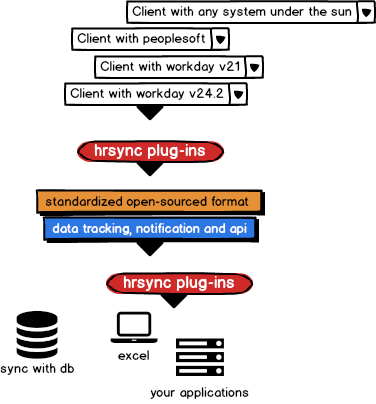 Client with any system under the sun
Client with peoplesoft
Client with workday v21
Client with workday v24.2
hrsync plug-ins
standardized open-sourced format
data tracking, notification and api
hrsync plug-ins
sync with db
excel
your applications